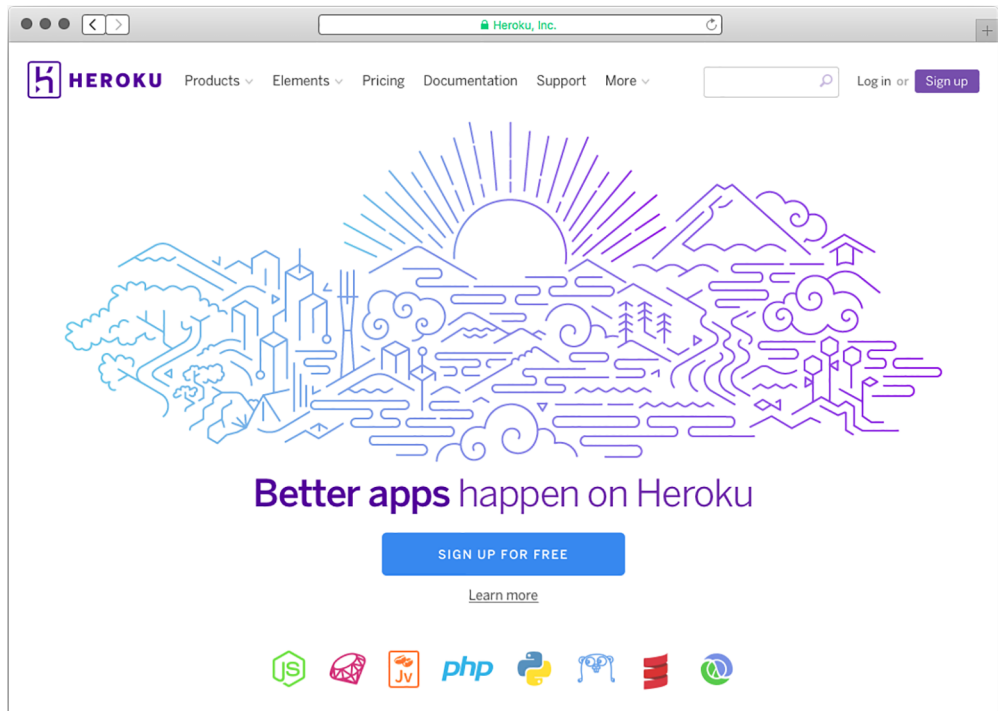 Heroku, Inc.
HEROKU Products Elements Pricing Documentation Support More Log in or Sign up
Better apps happen on Heroku
SIGN UP FOR FREE
Learn more
JS Jv php